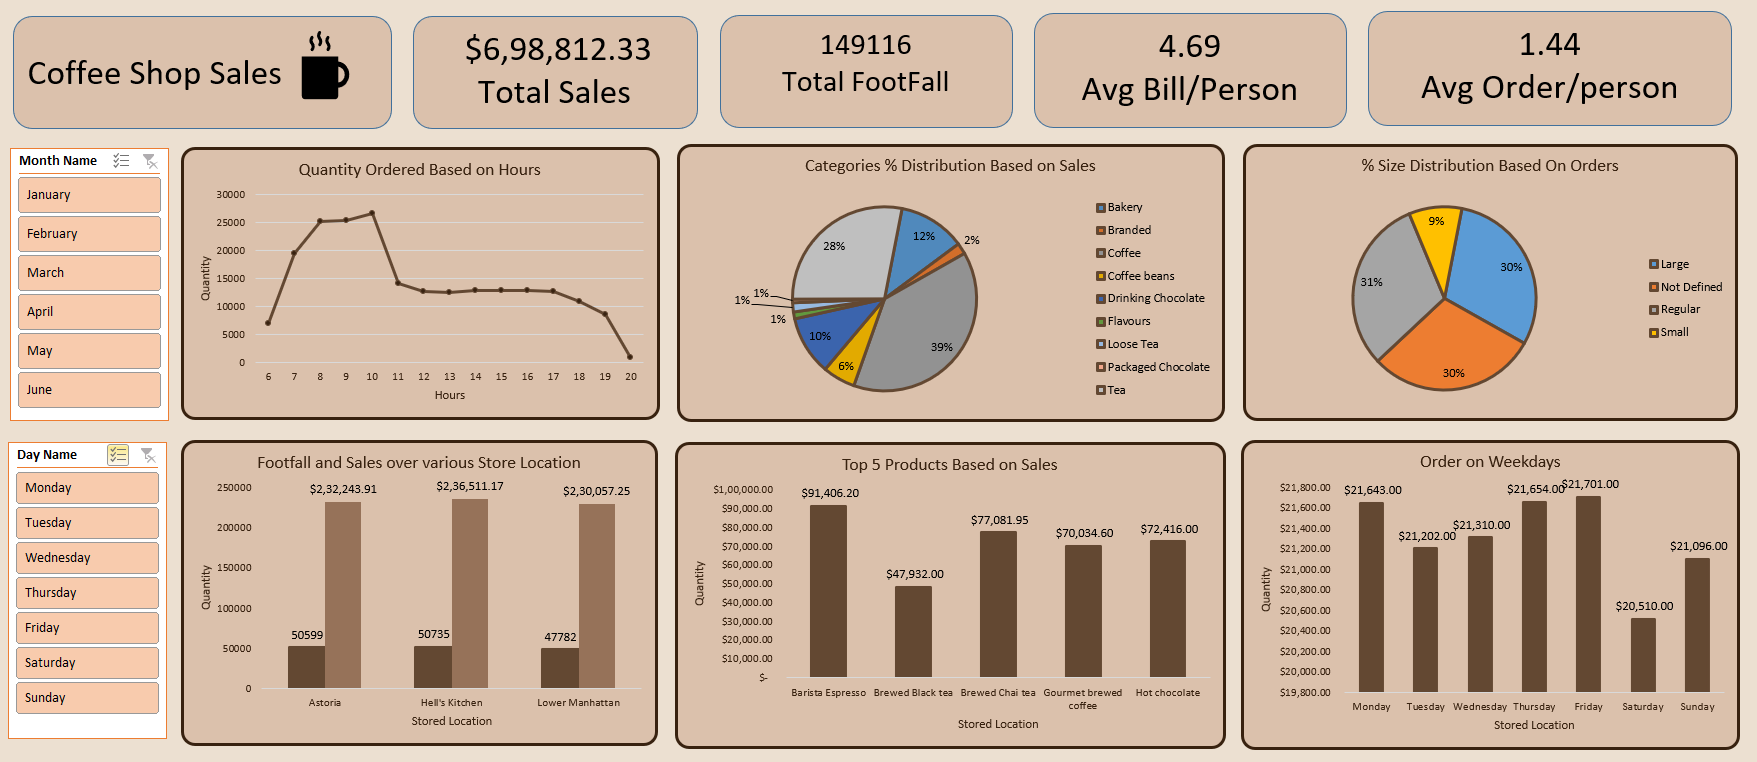 Coffee Shop Sales
$6,98,812.33
Total Sales
149116
Total FootFall
4.69
Avg Bill/Person
1.44
Avg Order/person
Month Name
January
February
March
April
May
June
Quantity Ordered Based on Hours
30000
25000
20000
15000
10000
5000
0
Quantity
6 7 8 9 10 11 12 13 14 15 16 17 18 19 20
Hours
Categories % Distribution Based on Sales
28%
12%
2%
39%
6%
10%
1%
1%
1%
Bakery
Branded
Coffee
Coffee beans
Drinking Chocolate
Flavours
Loose Tea
Packaged Chocolate
Tea
% Size Distribution Based On Orders
9%
30%
31%
30%
Large
Not Defined
Regular
Small
Day Name
Monday
Tuesday
Wednesday
Thursday
Friday
Saturday
Sunday
Footfall and Sales over various Store Location
250000
200000
150000
100000
50000
0
Quantity
$2,32,243.91
$2,36,511.17
$2,30,057.25
50599
50735
47782
Astoria Hell's Kitchen Lower Manhattan
Stored Location
Top 5 Products Based on Sales
$1,00,000.00
$90,000.00
$80,000.00
$70,000.00
$60,000.00
$50,000.00
$40,000.00
$30,000.00
$20,000.00
$10,000.00
$-
Quantity
$91,406.20
$47,932.00
$77,081.95
$70,034.60
$72,416.00
Barista Espresso Brewed Black tea Brewed Chai tea Gourmet brewed Hot chocolate
coffee
Stored Location
Order on Weekdays
$21,800.00
$21,600.00
$21,400.00
$21,200.00
$21,000.00
$20,800.00
$20,600.00
$20,400.00
$20,200.00
$20,000.00
$19,800.00
Quantity
$21,643.00
$21,202.00
$21,310.00
$21,654.00
$21,701.00
$20,510.00
$21,096.00
Monday Tuesday Wednesday Thursday Friday Saturday Sunday
Stored Location